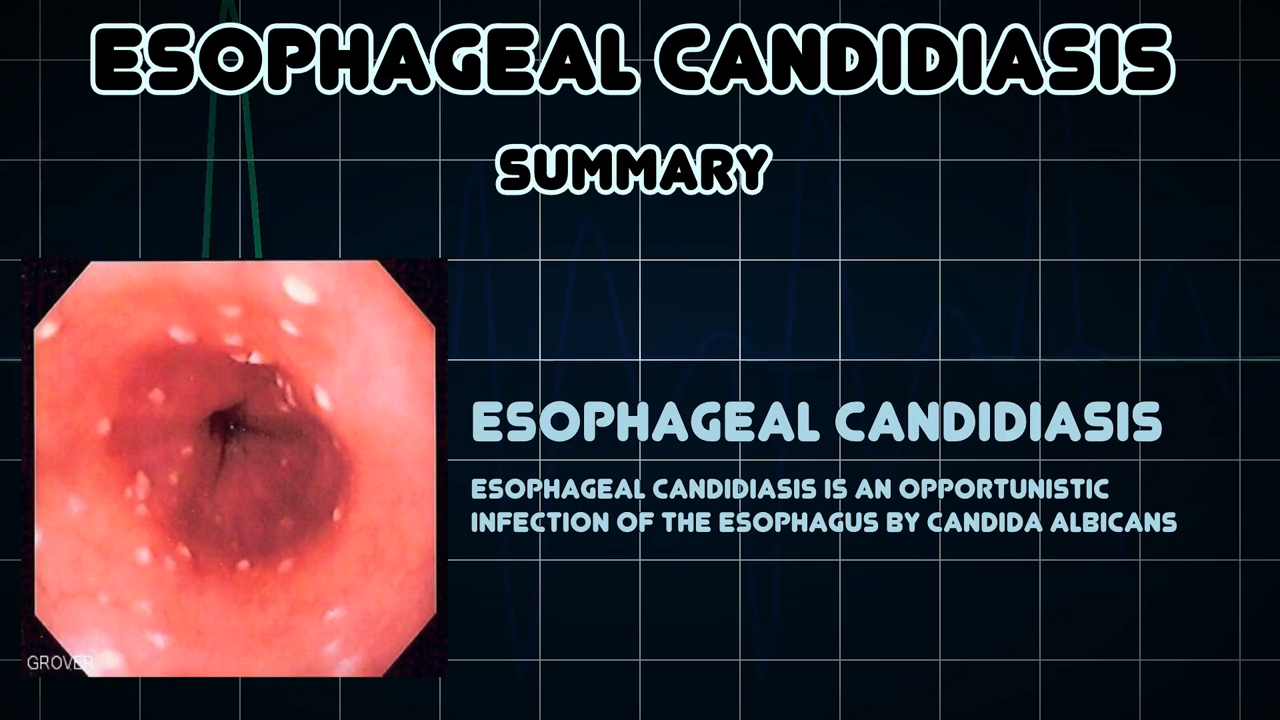 ESOPHAGEAL CANDIDIASIS
SUMMARY
ESOPHAGEAL CANDIDIASIS
ESOPHAGEAL CANDIDIASIS IS AN OPPORTUNISTIC
INFECTION OF THE ESOPHAGUS BY CANDIDA ALBICANS
GROVER